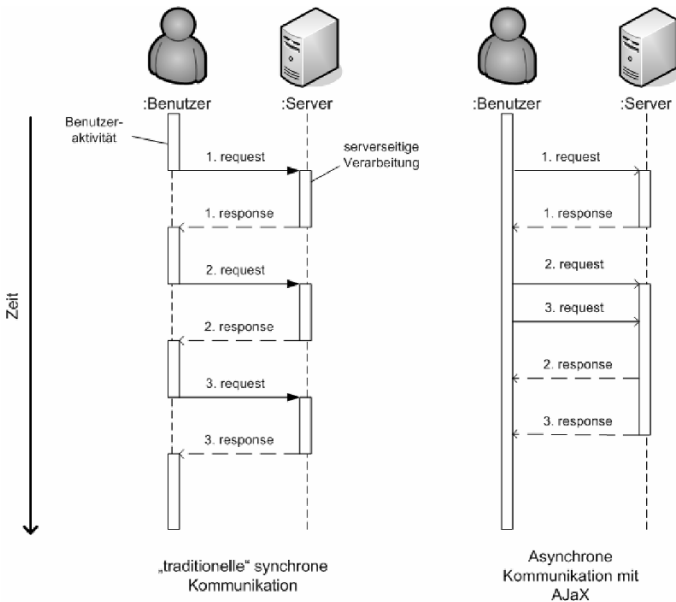 :Benutzer
:Server
:Benutzer
:Server
Benutzer-
aktivität
serverseitige
Verarbeitung
1. request
1. response
2. request
2. response
3. request
3. response
1. request
1. response
2. request
3. request
2. response
3. response
Zeit
„traditionelle“ synchrone
Kommunikation
Asynchrone
Kommunikation mit
AJaX